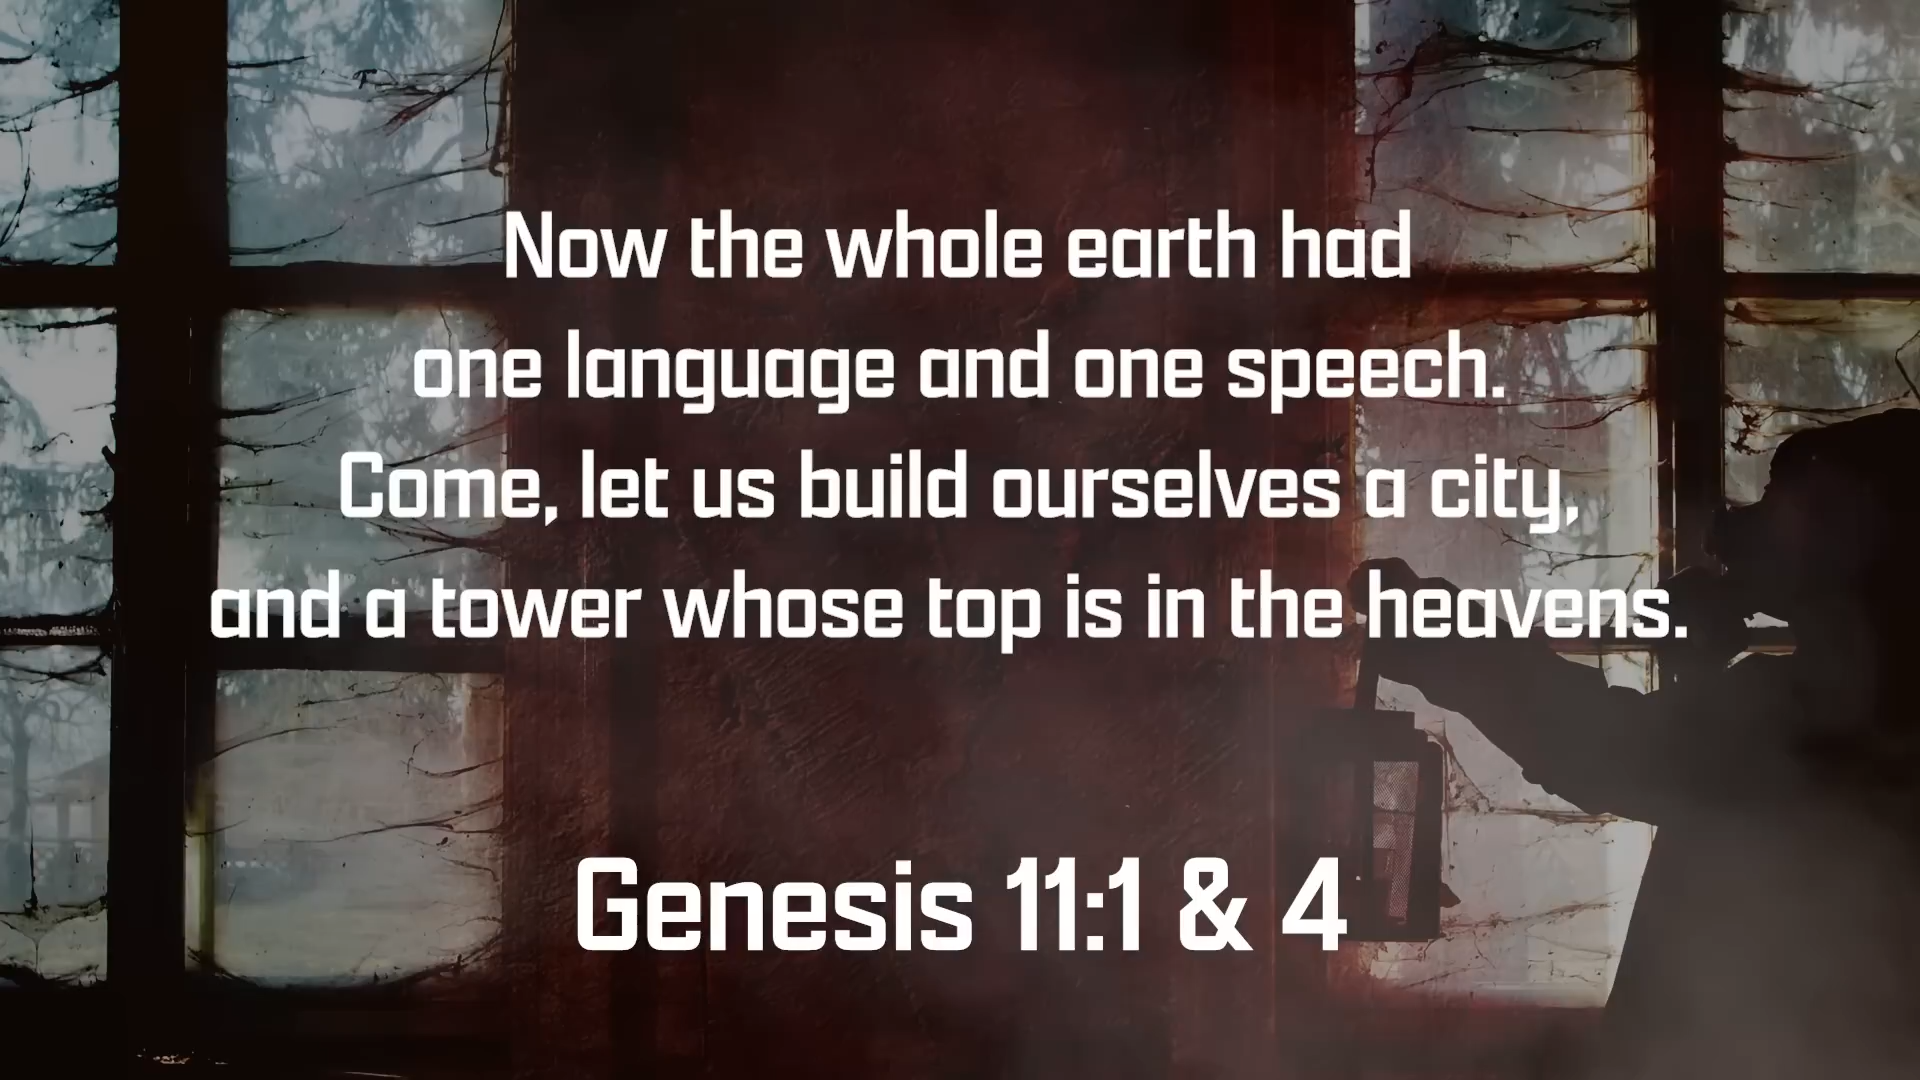 Now the whole earth had
one language and one speech.
Come, let us build ourselves a city,
and a tower whose top is in the heavens.
Genesis 11:1 & 4